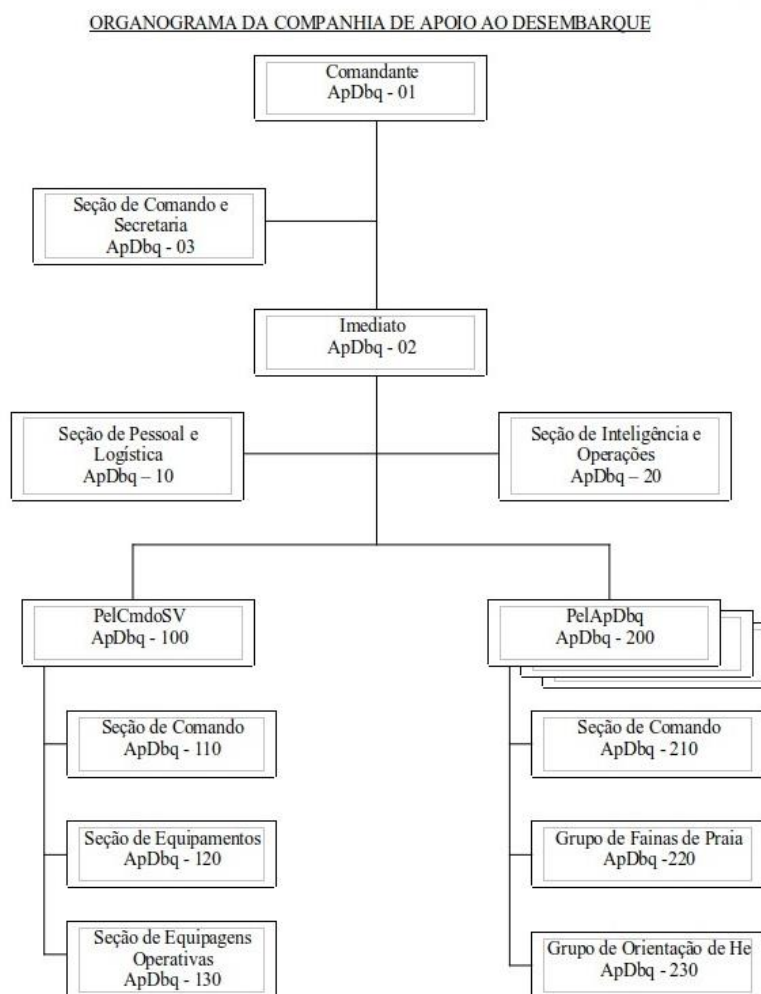 ORGANOGRAMA DA COMPANHIA DE APOIO AO DESEMBARQUE
Comandante
ApDbq - 01
Seção de Comando e
Secretaria
ApDbq - 03
Imediato
ApDbq - 02
Seção de Pessoal e
Logística
ApDbq – 10
Seção de Inteligência e
Operações
ApDbq – 20
PelCmdoSV
ApDbq - 100
PelApDbq
ApDbq - 200
Seção de Comando
ApDbq - 110
Seção de Comando
ApDbq - 210
Seção de Equipamentos
ApDbq - 120
Grupo de Fainas de Praia
ApDbq -220
Seção de Equipagens
Operativas
ApDbq - 130
Grupo de Orientação de He
ApDbq - 230